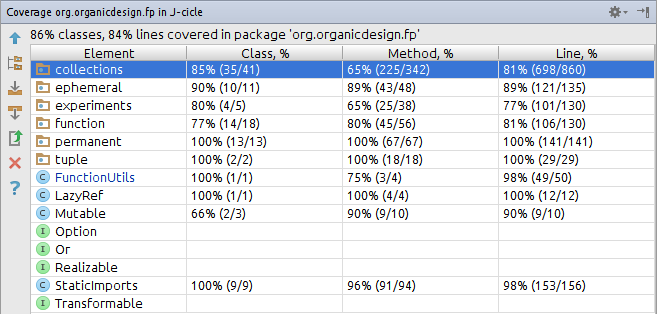 Coverage org.organicdesign.fp in J-cicle
86% classes, 84% lines covered in package 'org.organicdesign.fp'
Element Class, % Method, % Line, %
collections 85% (35/41) 65% (225/342) 81% (698/860)
ephemeral 90% (10/11) 89% (43/48) 89% (121/135)
experiments 80% (4/5) 65% (25/38) 77% (101/130)
function 77% (14/18) 80% (45/56) 81% (106/130)
permanent 100% (13/13) 100% (67/67) 100% (141/141)
tuple 100% (2/2) 100% (18/18) 100% (29/29)
C FunctionUtils 100% (1/1) 75% (3/4) 98% (49/50)
C LazyRef 100% (1/1) 100% (4/4) 100% (12/12)
C Mutable 66% (2/3) 90% (9/10) 90% (9/10)
I Option
I Or
I Realizable
C StaticImports 100% (9/9) 96% (91/94) 98% (153/156)
I Transformable